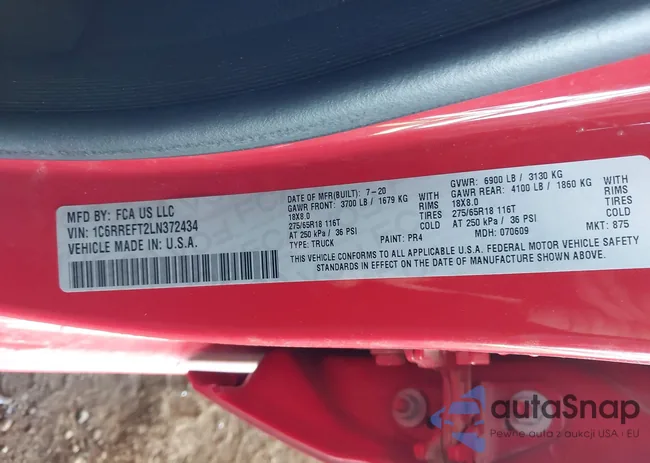 MFD BY: FCA US LLC
VIN: 1C6RREFT2LN372434
VEHICLE MADE IN U.S.A.
DATE OF MFR(BUILT): 7-20
GAWR FRONT: 3700 LB / 1679 KG WITH
18X8.0 RIMS
275/65R18 116T TIRES
AT 250 kPa / 36 PSI COLD
TYPE: TRUCK PAINT: PR4
GVWR: 6900 LB / 3130 KG
GAWR REAR: 4100 LB / 1860 KG WITH
18X8.0 RIMS
275/65R18 116T TIRES
AT 250 kPa / 36 PSI COLD
MDH: 070609 MKT: 875
THIS VEHICLE CONFORMS TO ALL APPLICABLE U.S.A. FEDERAL MOTOR VEHICLE SAFETY
STANDARDS IN EFFECT ON THE DATE OF MANUFACTURE SHOWN ABOVE.
autaSnap
Pewne auta z aukcji USA i EU